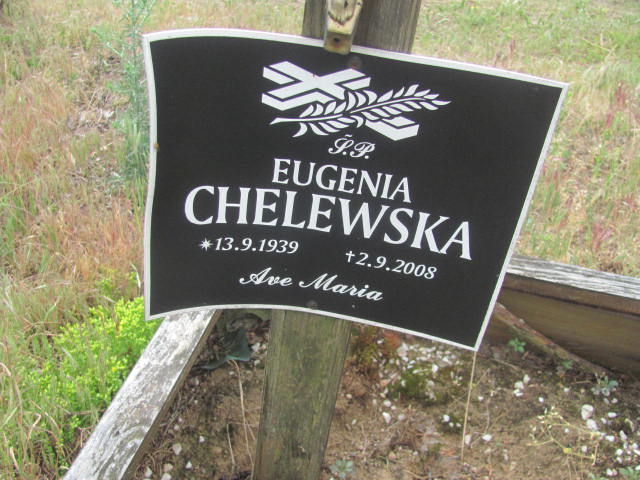 Ś.P.
EUGENIA
CHELEWSKA
*13.9.1939 †2.9.2008
Ave Maria